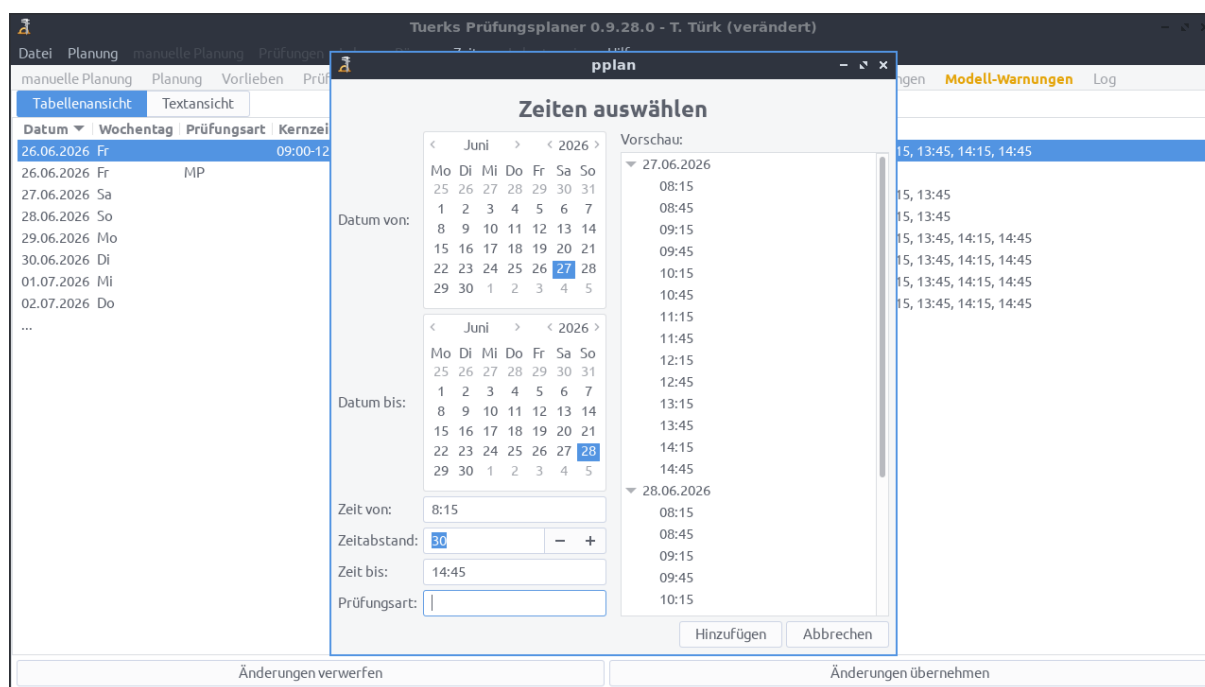 Tuerks Prüfungsplaner 0.9.28.0 - T. Türk (verändert)
Datei Planung manuelle Planung Prüfungen
manuelle Planung Planung Vorlieben Prüf
ngen Modell-Warnungen Log
Tabellenansicht Textansicht
Datum Wochentag Prüfungsart Kernzei
26.06.2026 Fr 09:00-12 15, 13:45, 14:15, 14:45
26.06.2026 Fr MP
27.06.2026 Sa 15, 13:45
28.06.2026 So 15, 13:45
29.06.2026 Mo 15, 13:45, 14:15, 14:45
30.06.2026 Di 15, 13:45, 14:15, 14:45
01.07.2026 Mi 15, 13:45, 14:15, 14:45
02.07.2026 Do 15, 13:45, 14:15, 14:45
...
pplan
Zeiten auswählen
Datum von:
Juni 2026
Mo Di Mi Do Fr Sa So
25 26 27 28 29 30 31
1 2 3 4 5 6 7
8 9 10 11 12 13 14
15 16 17 18 19 20 21
22 23 24 25 26 27 28
29 30 1 2 3 4 5
Datum bis:
Juni 2026
Mo Di Mi Do Fr Sa So
25 26 27 28 29 30 31
1 2 3 4 5 6 7
8 9 10 11 12 13 14
15 16 17 18 19 20 21
22 23 24 25 26 27 28
29 30 1 2 3 4 5
Zeit von: 8:15
Zeitabstand: 30 − +
Zeit bis: 14:45
Prüfungsart:
Vorschau:
27.06.2026
08:15
08:45
09:15
09:45
10:15
10:45
11:15
11:45
12:15
12:45
13:15
13:45
14:15
14:45
28.06.2026
08:15
08:45
09:15
09:45
10:15
Hinzufügen Abbrechen
Änderungen verwerfen Änderungen übernehmen